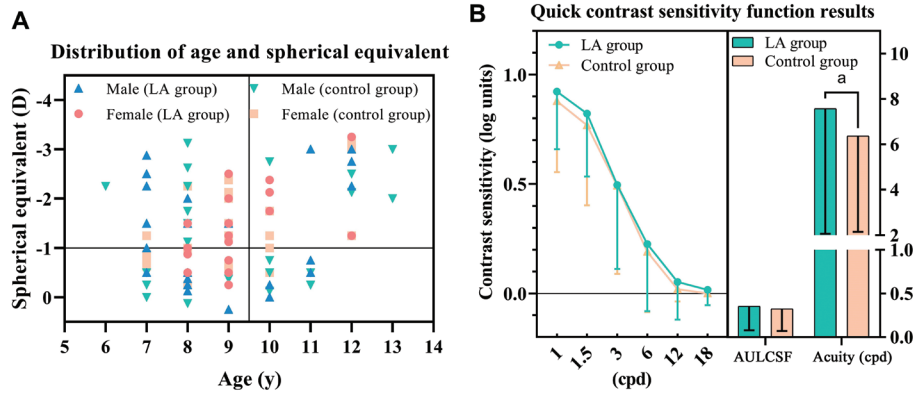 A
Distribution of age and spherical equivalent
Male (LA group)
Male (control group)
Female (LA group)
Female (control group)
Spherical equivalent (D)
-4
-3
-2
-1
0
5 6 7 8 9 10 11 12 13 14
Age (y)
B
Quick contrast sensitivity function results
LA group
Control group
Contrast sensitivity (log units)
1.0
0.5
0.0
1 1.5 3 6 12 18
(cpd)
LA group
Control group
a
10
8
6
4
2
1.0
0.5
0.0
AULCSF
Acuity (cpd)